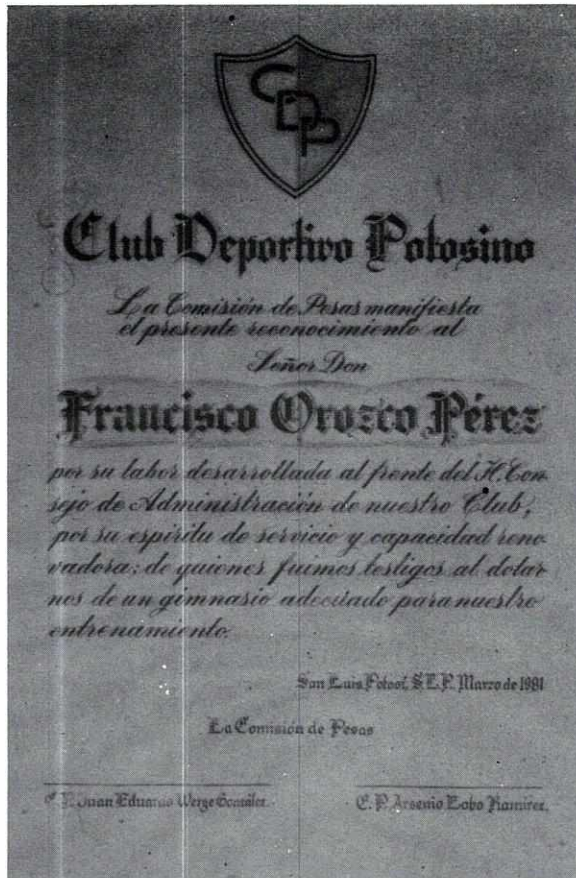 CDP
Club Deportivo Potosino
La Comisión de Pesas manifiesta
el presente reconocimiento al
Señor Don
Francisco Orozco Pérez
por su labor desarrollada al frente del H. Con-
sejo de Administración de nuestro Club,
por su espíritu de servicio y capacidad reno-
vadora; de quienes fuimos testigos al dotar-
nos de un gimnasio adecuado para nuestro
entrenamiento.
San Luis Potosí, S.L.P. Marzo de 1981
La Comisión de Pesas
C. P. Juan Eduardo Werge González.
C. P. Arsenio Lobo Ramírez.